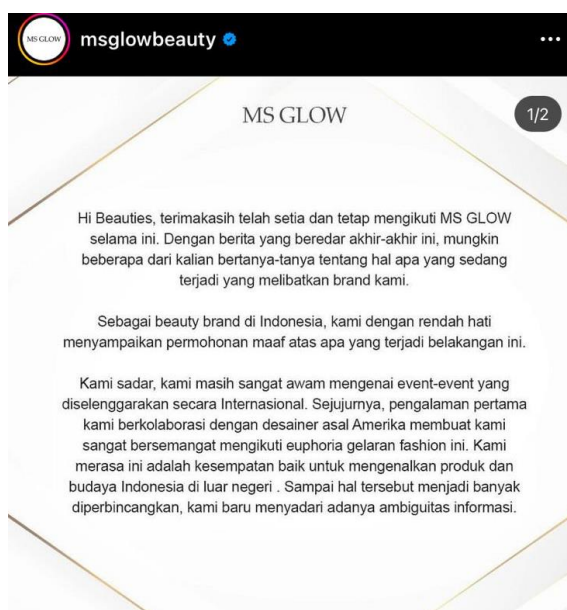 MS GLOW
msglowbeauty
MS GLOW
1/2
Hi Beauties, terimakasih telah setia dan tetap mengikuti MS GLOW
selama ini. Dengan berita yang beredar akhir-akhir ini, mungkin
beberapa dari kalian bertanya-tanya tentang hal apa yang sedang
terjadi yang melibatkan brand kami.
Sebagai beauty brand di Indonesia, kami dengan rendah hati
menyampaikan permohonan maaf atas apa yang terjadi belakangan ini.
Kami sadar, kami masih sangat awam mengenai event-event yang
diselenggarakan secara Internasional. Sejujurnya, pengalaman pertama
kami berkolaborasi dengan desainer asal Amerika membuat kami
sangat bersemangat mengikuti euphoria gelaran fashion ini. Kami
merasa ini adalah kesempatan baik untuk mengenalkan produk dan
budaya Indonesia di luar negeri . Sampai hal tersebut menjadi banyak
diperbincangkan, kami baru menyadari adanya ambiguitas informasi.